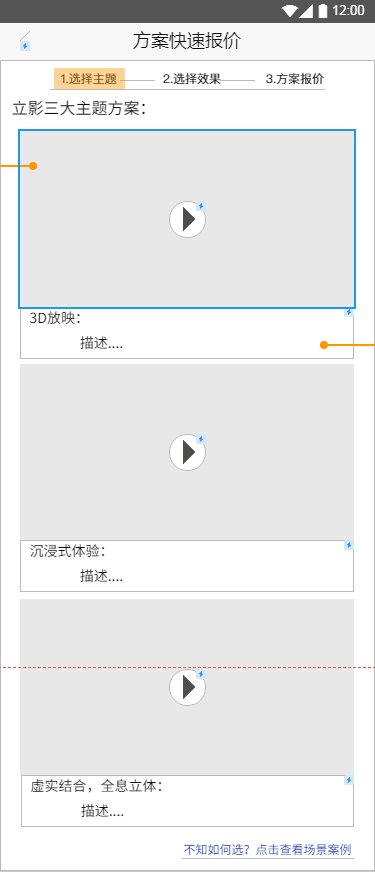 12:00
方案快速报价
1.选择主题 2.选择效果 3.方案报价
立影三大主题方案：
3D放映：
描述....
沉浸式体验：
描述....
虚实结合，全息立体：
描述....
不知如何选？点击查看场景案例